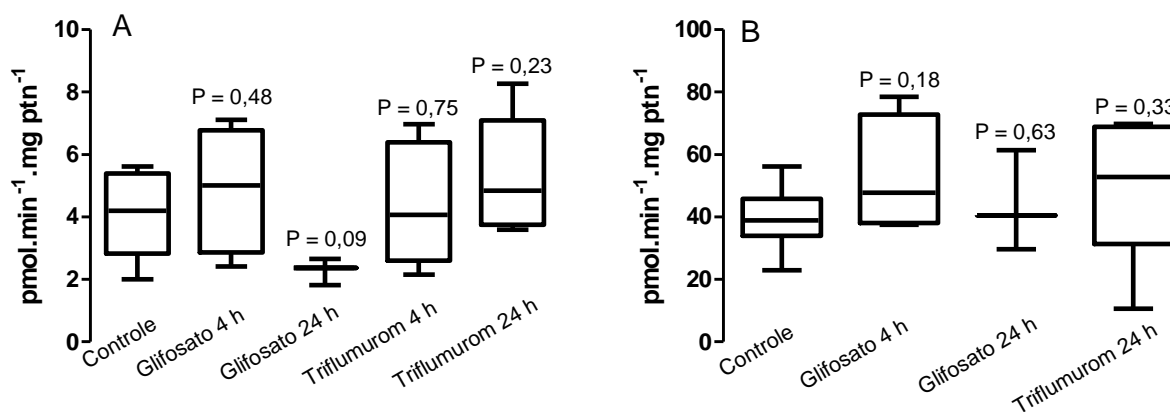 A
pmol.min⁻¹.mg ptn⁻¹
10
8
6
4
2
0
P = 0,48
P = 0,09
P = 0,75
P = 0,23
Controle
Glifosato 4 h
Glifosato 24 h
Triflumurom 4 h
Triflumurom 24 h
B
pmol.min⁻¹.mg ptn⁻¹
100
80
60
40
20
0
P = 0,18
P = 0,63
P = 0,33
Controle
Glifosato 4 h
Glifosato 24 h
Triflumurom 24 h